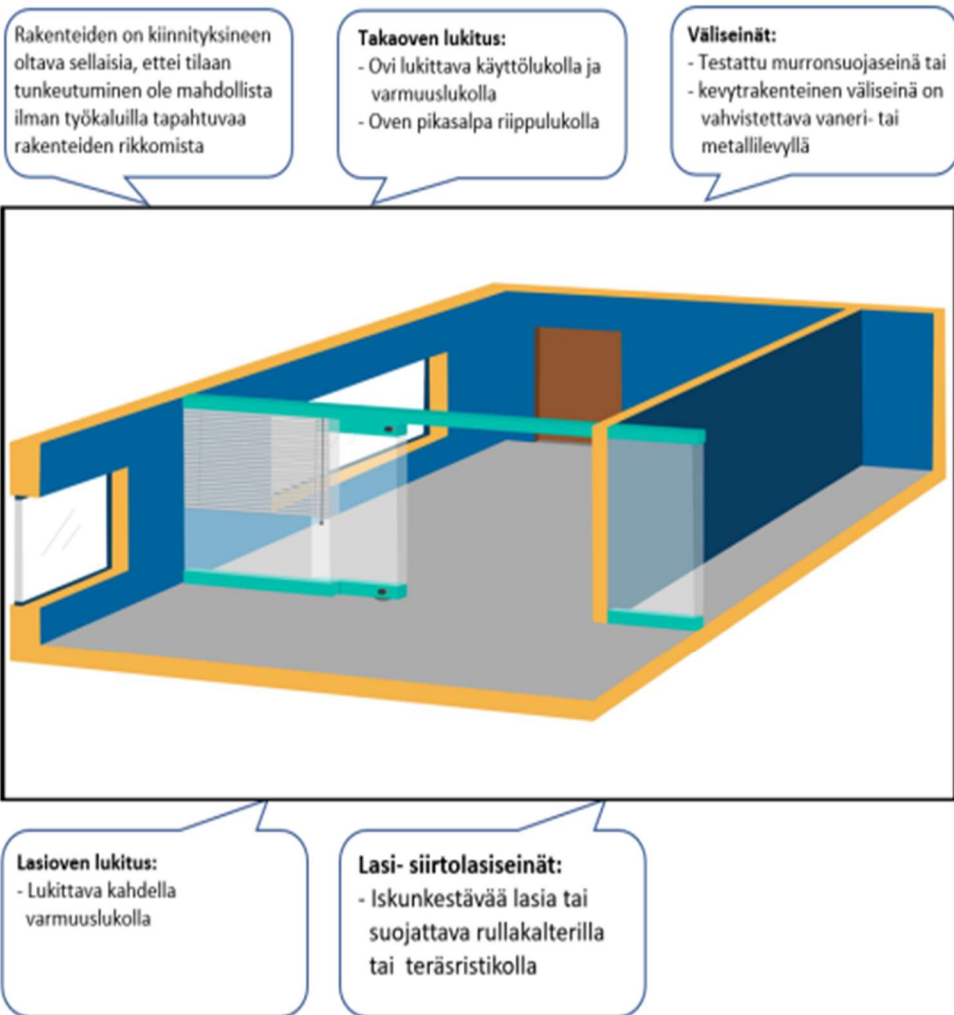 Rakenteiden on kiinnityksineen
oltava sellaisia, ettei tilaan
tunkeutuminen ole mahdollista
ilman työkaluilla tapahtuvaa
rakenteiden rikkomista
Takaoven lukitus:
- Ovi lukittava käyttölukolla ja
varmuuslukolla
- Oven pikasalpa riippulukolla
Väliseinät:
- Testattu murronsuojaseinä tai
- kevytrakenteinen väliseinä on
vahvistettava vaneri- tai
metallilevyllä
Lasioven lukitus:
- Lukittava kahdella
varmuuslukolla
Lasi- siirtolasiseinät:
- Iskunkestävää lasia tai
suojattava rullakalterilla
tai teräsristikolla